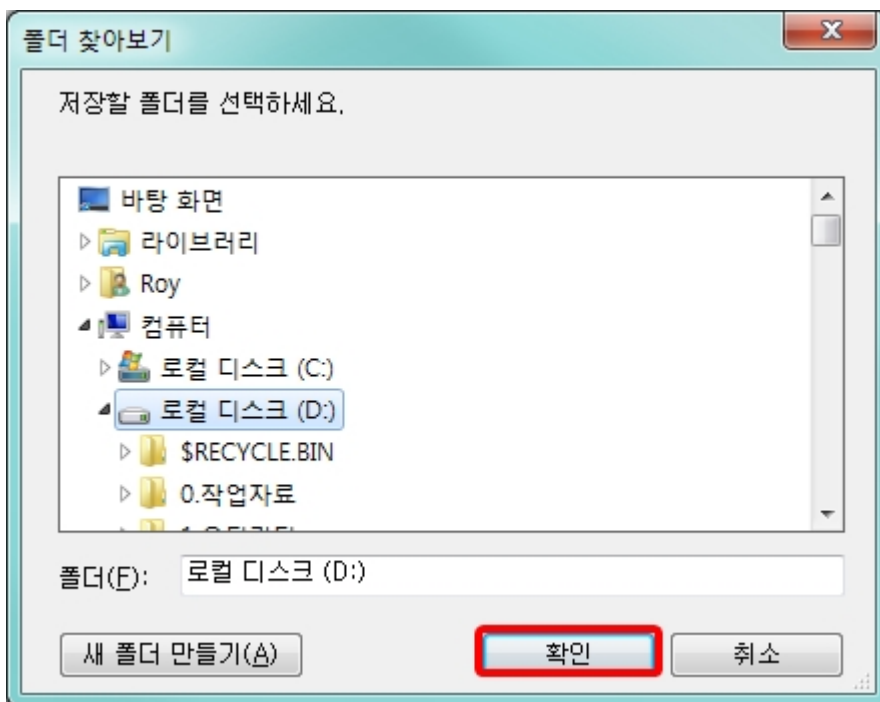 폴더 찾아보기
저장할 폴더를 선택하세요.
바탕 화면
라이브러리
Roy
컴퓨터
로컬 디스크 (C:)
로컬 디스크 (D:)
$RECYCLE.BIN
0.작업자료
폴더(F): 로컬 디스크 (D:)
새 폴더 만들기(A) 확인 취소